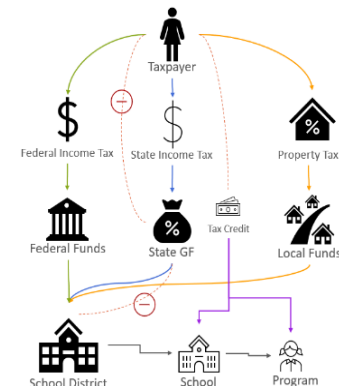 Taxpayer
Federal Income Tax
State Income Tax
Property Tax
Federal Funds
State GF
Tax Credit
Local Funds
School District
School
Program